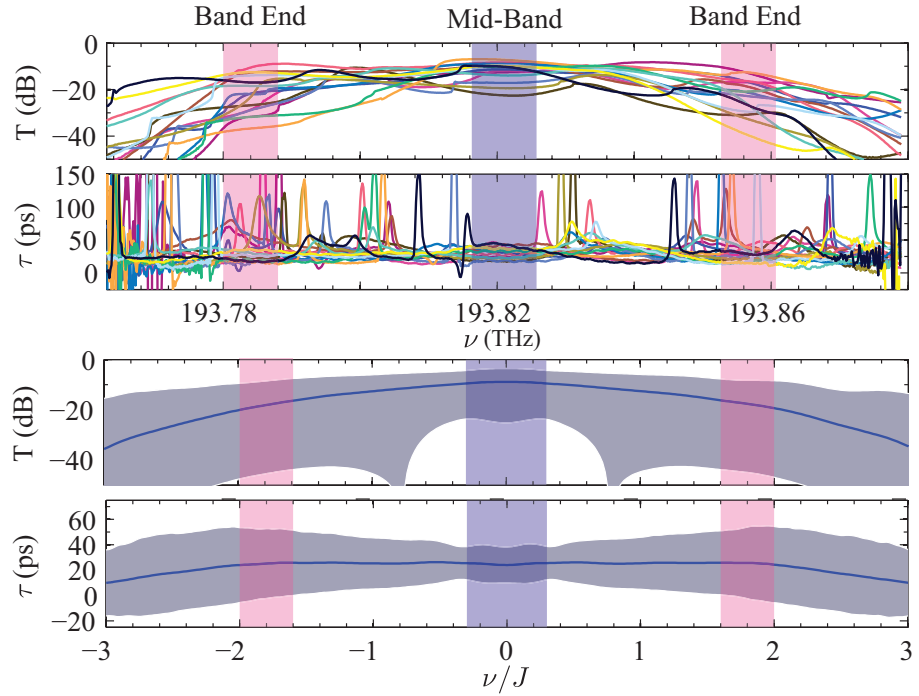 Band End Mid-Band Band End
T (dB)
0
−20
−40
τ (ps)
150
100
50
0
193.78 193.82 193.86
ν (THz)
T (dB)
0
−20
−40
τ (ps)
60
40
20
0
−20
−3 −2 −1 0 1 2 3
ν/J